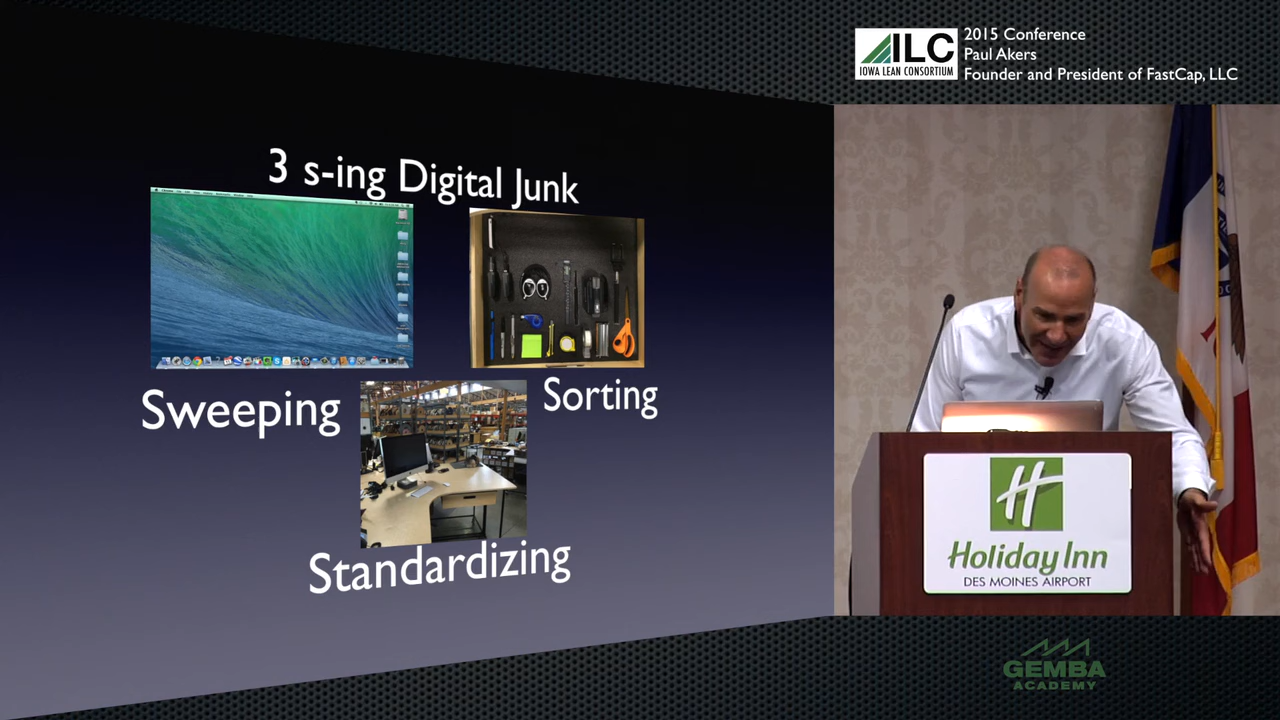 ILC
IOWA LEAN CONSORTIUM
2015 Conference
Paul Akers
Founder and President of FastCap, LLC
3 s-ing Digital Junk
Sweeping
Sorting
Standardizing
H
Holiday Inn
DES MOINES AIRPORT
GEMBA
ACADEMY